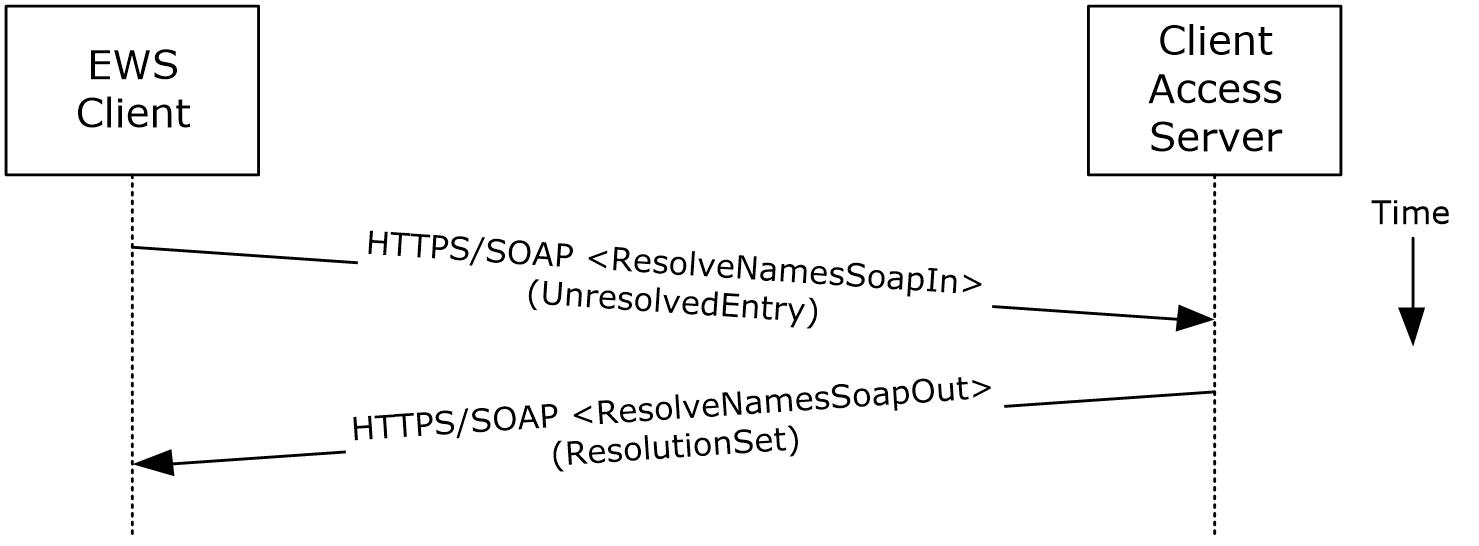 EWS
Client
Client
Access
Server
Time
HTTPS/SOAP <ResolveNamesSoapIn>
(UnresolvedEntry)
HTTPS/SOAP <ResolveNamesSoapOut>
(ResolutionSet)